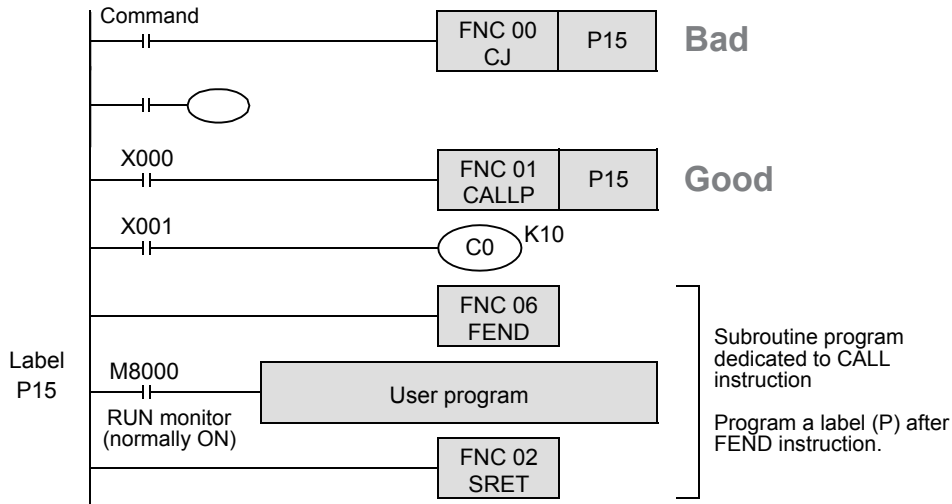 Command
FNC 00
CJ
P15
Bad
X000
FNC 01
CALLP
P15
Good
X001
C0
K10
FNC 06
FEND
Label
P15
M8000
RUN monitor
(normally ON)
User program
FNC 02
SRET
Subroutine program
dedicated to CALL
instruction
Program a label (P) after
FEND instruction.